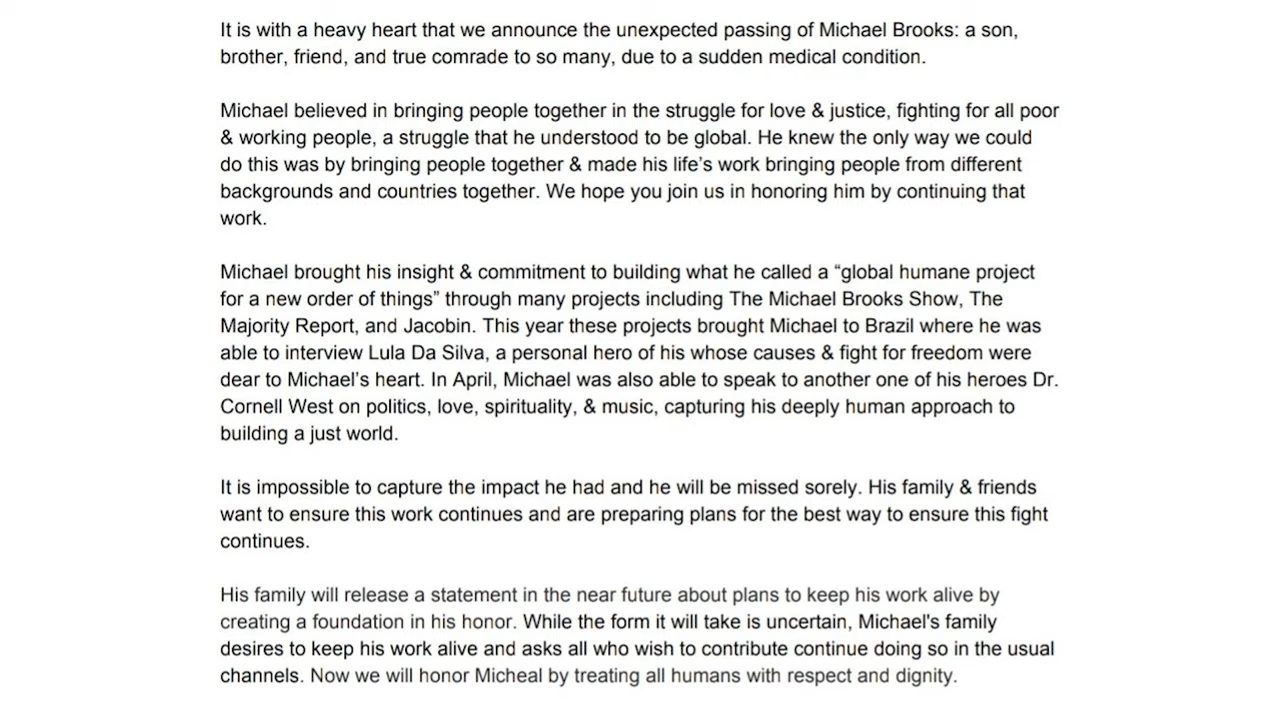 It is with a heavy heart that we announce the unexpected passing of Michael Brooks: a son,
brother, friend, and true comrade to so many, due to a sudden medical condition.
Michael believed in bringing people together in the struggle for love & justice, fighting for all poor
& working people, a struggle that he understood to be global. He knew the only way we could
do this was by bringing people together & made his life’s work bringing people from different
backgrounds and countries together. We hope you join us in honoring him by continuing that
work.
Michael brought his insight & commitment to building what he called a “global humane project
for a new order of things” through many projects including The Michael Brooks Show, The
Majority Report, and Jacobin. This year these projects brought Michael to Brazil where he was
able to interview Lula Da Silva, a personal hero of his whose causes & fight for freedom were
dear to Michael’s heart. In April, Michael was also able to speak to another one of his heroes Dr.
Cornell West on politics, love, spirituality, & music, capturing his deeply human approach to
building a just world.
It is impossible to capture the impact he had and he will be missed sorely. His family & friends
want to ensure this work continues and are preparing plans for the best way to ensure this fight
continues.
His family will release a statement in the near future about plans to keep his work alive by
creating a foundation in his honor. While the form it will take is uncertain, Michael's family
desires to keep his work alive and asks all who wish to contribute continue doing so in the usual
channels. Now we will honor Micheal by treating all humans with respect and dignity.